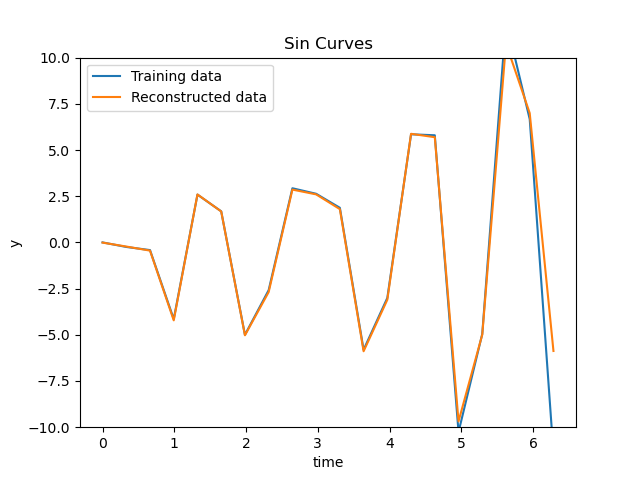 Sin Curves
Training data
Reconstructed data
10.0
7.5
5.0
2.5
0.0
−2.5
−5.0
−7.5
−10.0
y
0 1 2 3 4 5 6
time